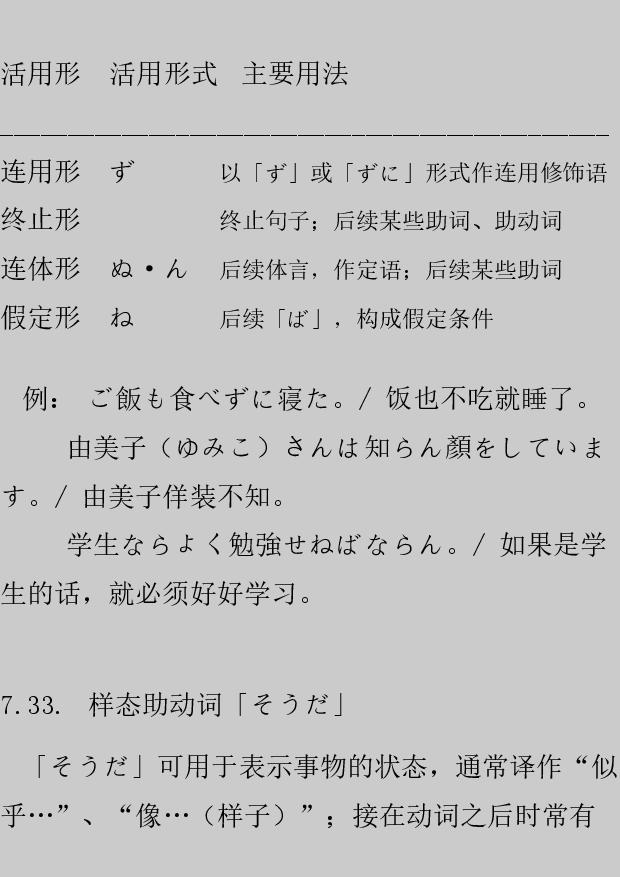 活用形　活用形式　主要用法
连用形　ず　　　以「ず」或「ずに」形式作连用修饰语
终止形　　　　　终止句子；后续某些助词、助动词
连体形　ぬ・ん　后续体言，作定语；后续某些助词
假定形　ね　　　后续「ば」，构成假定条件
例：　ご飯も食べずに寝た。/ 饭也不吃就睡了。
由美子（ゆみこ）さんは知らん顏をしていま
す。/ 由美子佯装不知。
学生ならよく勉強せねばならん。/ 如果是学
生的话，就必须好好学习。
7.33.　样态助动词「そうだ」
「そうだ」可用于表示事物的状态，通常译作“似
乎…”、“像…（样子）”；接在动词之后时常有